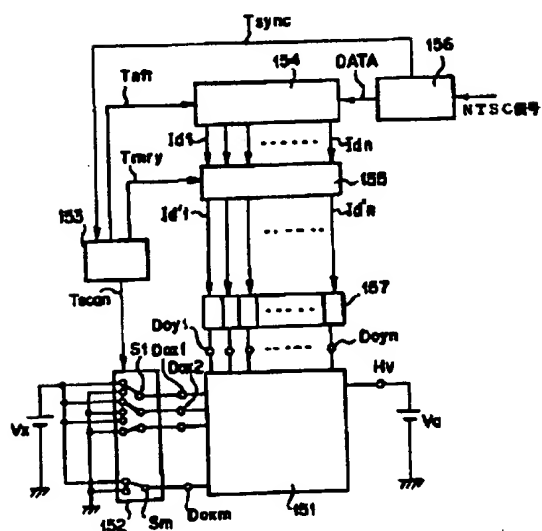 Tsync
154
DATA
156
Taft
NTSC信号
Id1
Idn
Tmry
155
Id'1
Id'n
153
Tscan
157
Doy1
Doyn
S1
Dox1
Dox2
Hv
Vx
Va
152
Sm
Doxm
151